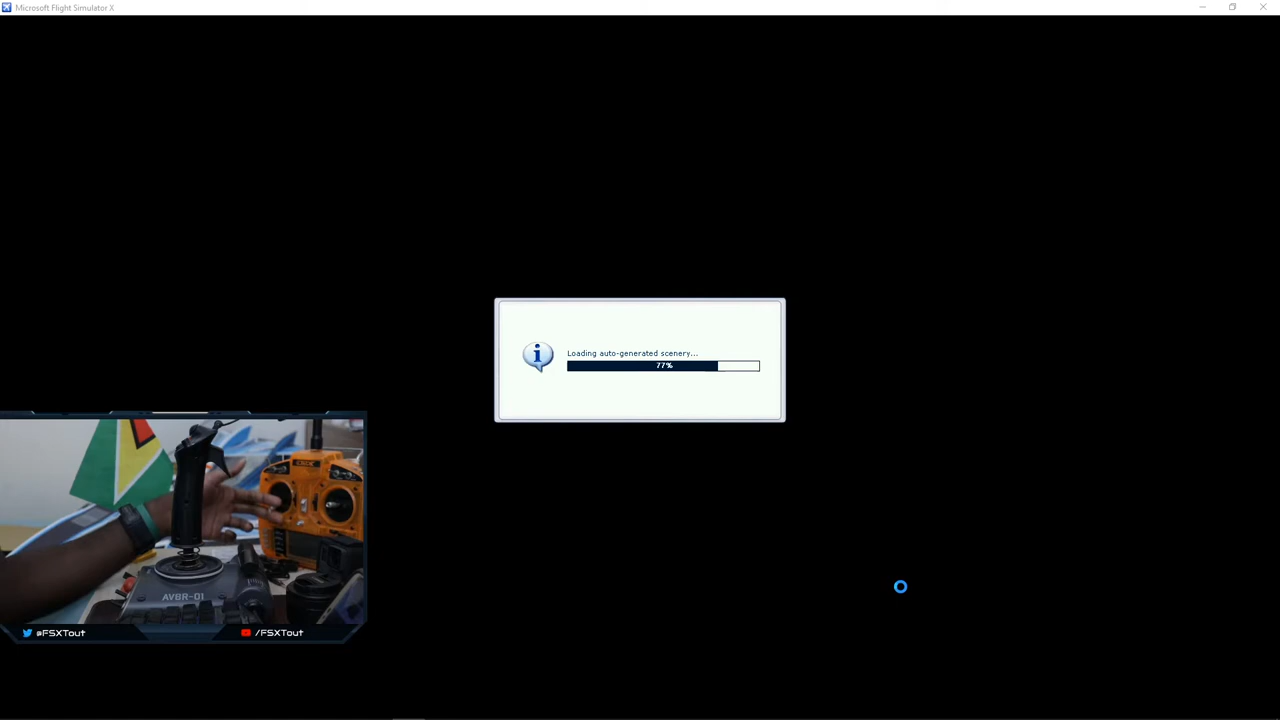 Microsoft Flight Simulator X
Loading auto-generated scenery...
77%
AV8R-01
@FSXTout
/FSXTout